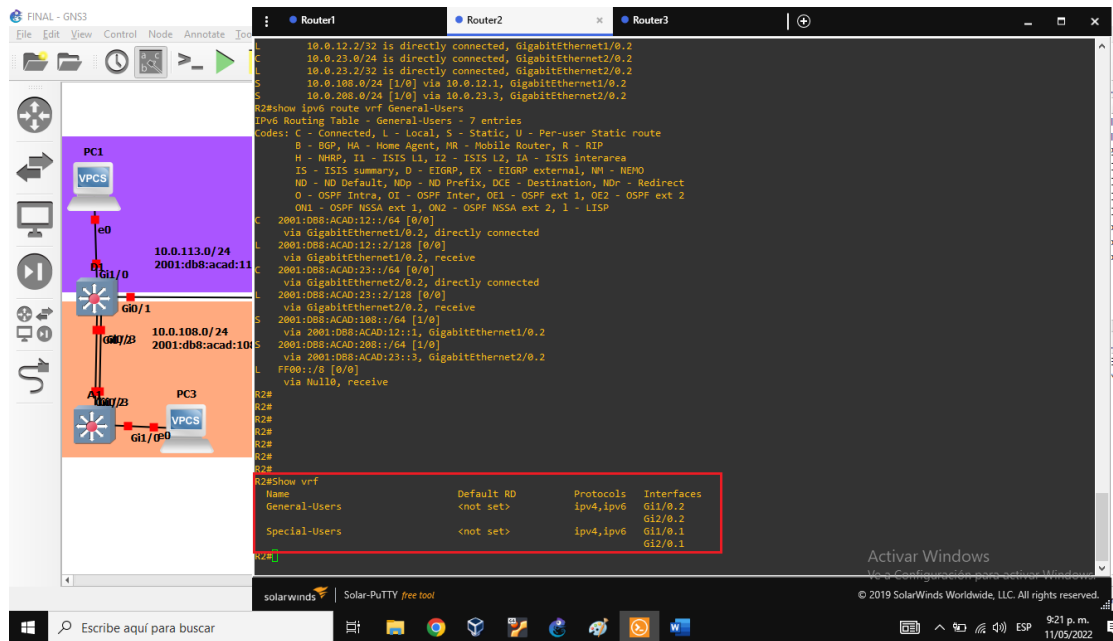 FINAL - GNS3
File Edit View Control Node Annotate Too
PC1
VPCS
e0
10.0.113.0/24
2001:db8:acad:11
Gi1/0
Gi0/1
10.0.108.0/24
2001:db8:acad:108
PC3
VPCS
Gi1/0
e0
Router1
Router2
Router3
L 10.0.12.2/32 is directly connected, GigabitEthernet1/0.2
C 10.0.23.0/24 is directly connected, GigabitEthernet2/0.2
L 10.0.23.2/32 is directly connected, GigabitEthernet2/0.2
S 10.0.108.0/24 [1/0] via 10.0.12.1, GigabitEthernet1/0.2
S 10.0.208.0/24 [1/0] via 10.0.23.3, GigabitEthernet2/0.2
R2#show ipv6 route vrf General-Users
IPv6 Routing Table - General-Users - 7 entries
Codes: C - Connected, L - Local, S - Static, U - Per-user Static route
B - BGP, HA - Home Agent, MR - Mobile Router, R - RIP
H - NHRP, I1 - ISIS L1, I2 - ISIS L2, IA - ISIS interarea
IS - ISIS summary, D - EIGRP, EX - EIGRP external, NM - NEMO
ND - ND Default, NDp - ND Prefix, DCE - Destination, NDr - Redirect
O - OSPF Intra, OI - OSPF Inter, OE1 - OSPF ext 1, OE2 - OSPF ext 2
ON1 - OSPF NSSA ext 1, ON2 - OSPF NSSA ext 2, l - LISP
C 2001:DB8:ACAD:12::/64 [0/0]
via GigabitEthernet1/0.2, directly connected
L 2001:DB8:ACAD:12::2/128 [0/0]
via GigabitEthernet1/0.2, receive
C 2001:DB8:ACAD:23::/64 [0/0]
via GigabitEthernet2/0.2, directly connected
L 2001:DB8:ACAD:23::2/128 [0/0]
via GigabitEthernet2/0.2, receive
S 2001:DB8:ACAD:108::/64 [1/0]
via 2001:DB8:ACAD:12::1, GigabitEthernet1/0.2
S 2001:DB8:ACAD:208::/64 [1/0]
via 2001:DB8:ACAD:23::3, GigabitEthernet2/0.2
L FF00::/8 [0/0]
via Null0, receive
R2#
R2#
R2#
R2#
R2#
R2#
R2#
R2#Show vrf
Name Default RD Protocols Interfaces
General-Users <not set> ipv4,ipv6 Gi1/0.2
Gi2/0.2
Special-Users <not set> ipv4,ipv6 Gi1/0.1
Gi2/0.1
R2#
Activar Windows
Ve a Configuración para activar Windows.
solarwinds Solar-PuTTY free tool
© 2019 SolarWinds Worldwide, LLC. All rights reserved.
Escribe aquí para buscar
ESP
9:21 p. m.
11/05/2022